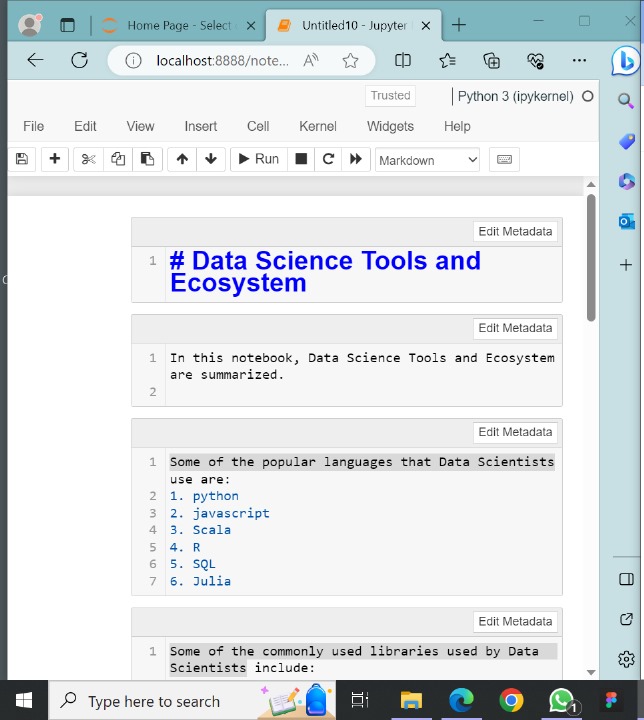 Home Page - Select
Untitled10 - Jupyter
localhost:8888/note...
Trusted
Python 3 (ipykernel)
File Edit View Insert Cell Kernel Widgets Help
Run
Markdown
Edit Metadata
1 # Data Science Tools and
Ecosystem
Edit Metadata
1 In this notebook, Data Science Tools and Ecosystem
are summarized.
2
Edit Metadata
1 Some of the popular languages that Data Scientists
use are:
2 1. python
3 2. javascript
4 3. Scala
5 4. R
6 5. SQL
7 6. Julia
Edit Metadata
1 Some of the commonly used libraries used by Data
Scientists include:
Type here to search
1